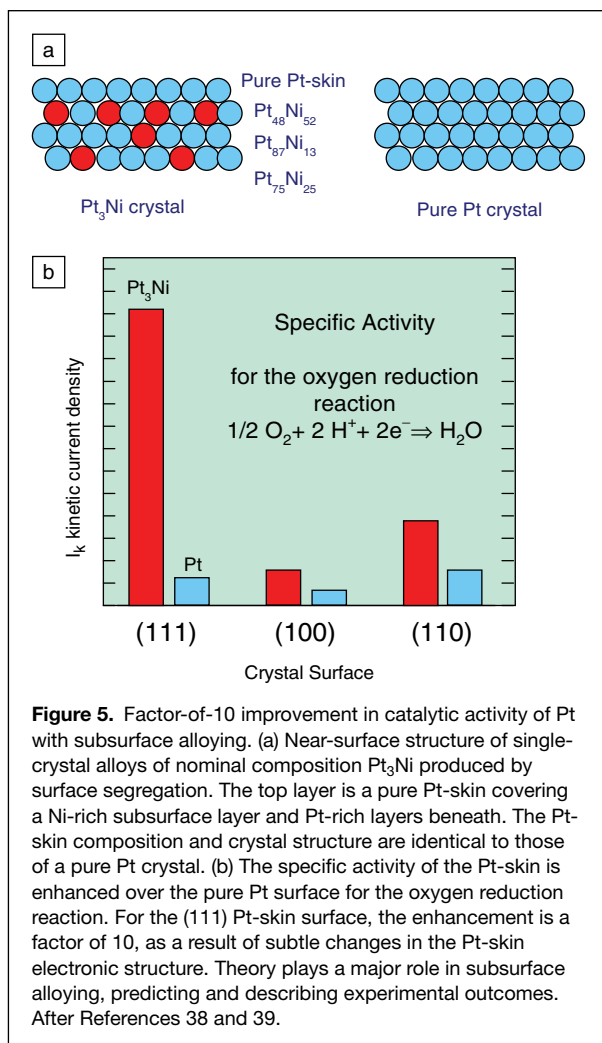 a
Pure Pt-skin
Pt₄₈Ni₅₂
Pt₈₇Ni₁₃
Pt₇₅Ni₂₅
Pt₃Ni crystal
Pure Pt crystal
b
Pt₃Ni
Specific Activity
for the oxygen reduction
reaction
1/2 O₂+ 2 H⁺+ 2e⁻⇒ H₂O
I_k kinetic current density
Pt
(111) (100) (110)
Crystal Surface
Figure 5. Factor-of-10 improvement in catalytic activity of Pt
with subsurface alloying. (a) Near-surface structure of single-
crystal alloys of nominal composition Pt₃Ni produced by
surface segregation. The top layer is a pure Pt-skin covering
a Ni-rich subsurface layer and Pt-rich layers beneath. The Pt-
skin composition and crystal structure are identical to those
of a pure Pt crystal. (b) The specific activity of the Pt-skin is
enhanced over the pure Pt surface for the oxygen reduction
reaction. For the (111) Pt-skin surface, the enhancement is a
factor of 10, as a result of subtle changes in the Pt-skin
electronic structure. Theory plays a major role in subsurface
alloying, predicting and describing experimental outcomes.
After References 38 and 39.